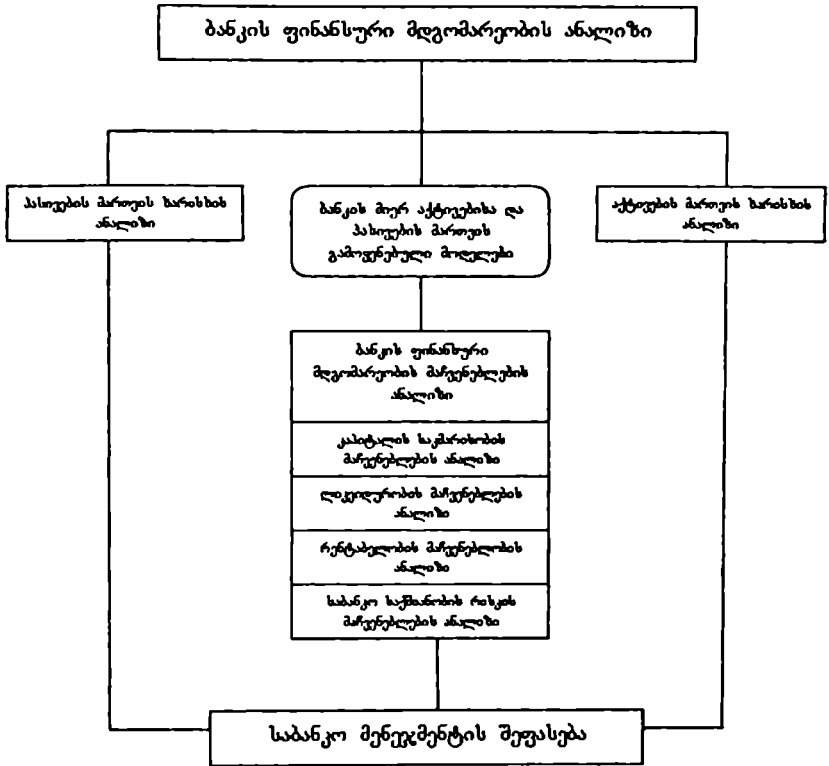 ბანკის ფინანსური მდგომარეობის ანალიზი
პასივების მართვის ხარისხის
ანალიზი
ბანკის მიერ აქტივებისა და
პასივების მართვის
გამოყენებული მოდელები
აქტივების მართვის ხარისხის
ანალიზი
ბანკის ფინანსური
მდგომარეობის მაჩვენებლების
ანალიზი
კაპიტალის საკმარისობის
მაჩვენებლების ანალიზი
ლიკვიდურობის მაჩვენებლების
ანალიზი
რენტაბელობის მაჩვენებლობის
ანალიზი
საბანკო საქმიანობის რისკის
მაჩვენებლების ანალიზი
საბანკო მენეჯმენტის შეფასება